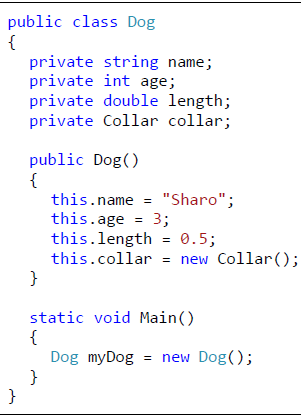 public class Dog
{
private string name;
private int age;
private double length;
private Collar collar;
public Dog()
{
this.name = "Sharo";
this.age = 3;
this.length = 0.5;
this.collar = new Collar();
}
static void Main()
{
Dog myDog = new Dog();
}
}